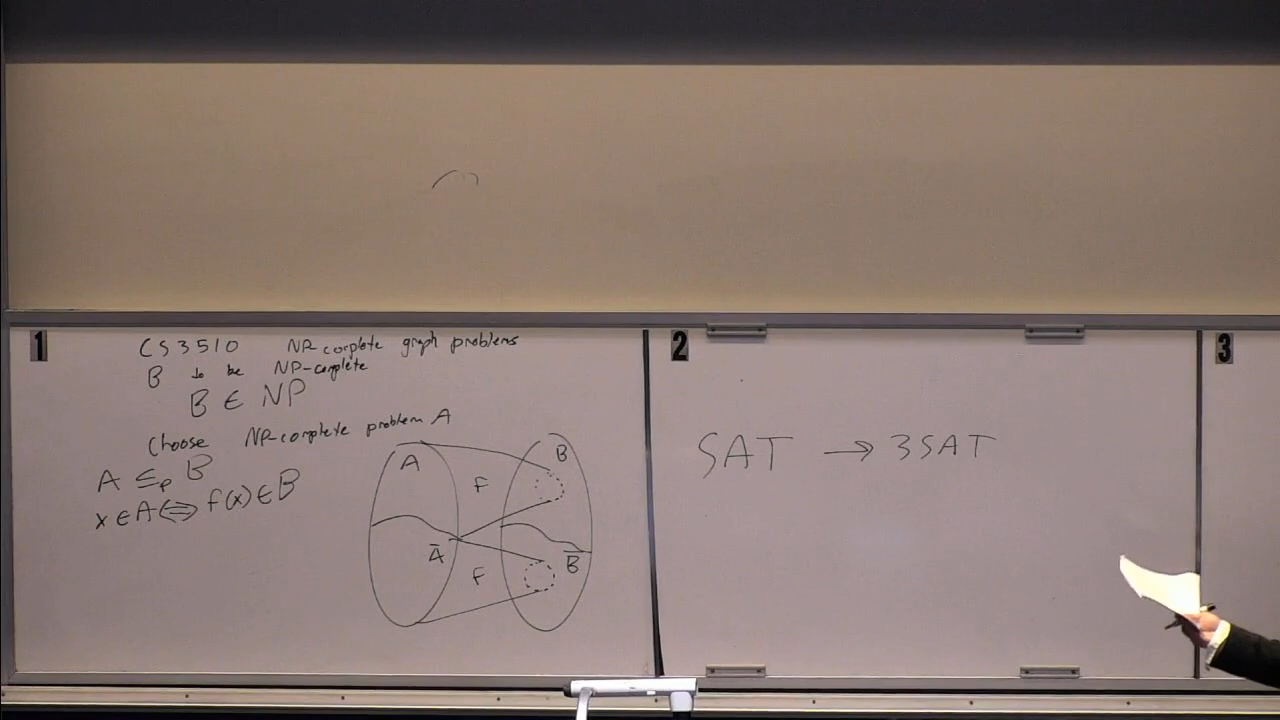 1
CS3510 NP-complete graph problems
B to be NP-complete
B ∈ NP
Choose NP-complete problem A
A ≤p B
x ∈ A ⇔ f(x) ∈ B
A
B
F
Ā
B̄
F
2
SAT → 3SAT
3